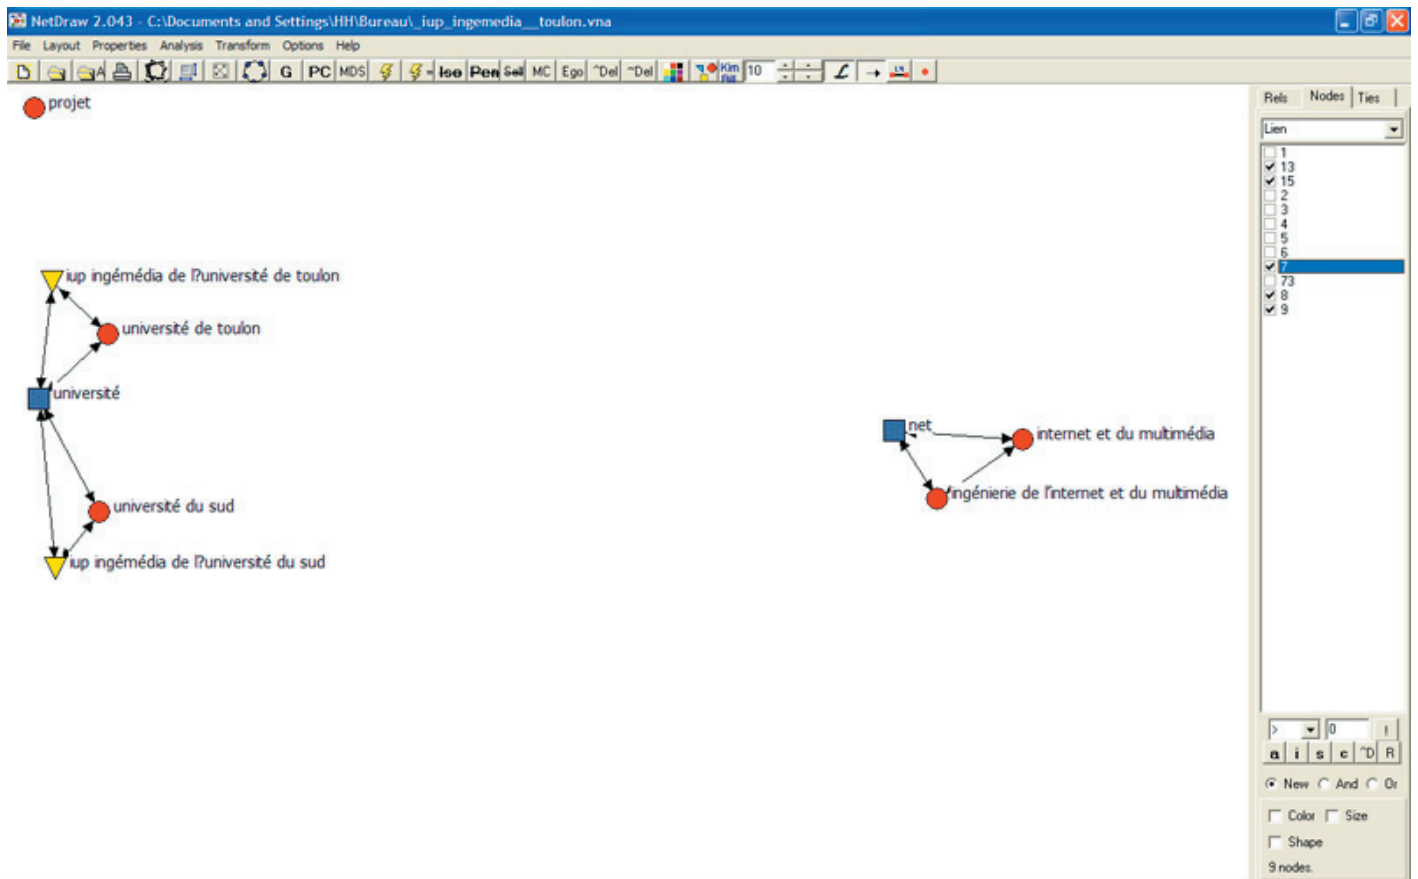 NetDraw 2.043 - C:\Documents and Settings\HH\Bureau\_iup_ingemedia__toulon.vna
File Layout Properties Analysis Transform Options Help
G PC MDS = Iso Pen MC Ego ~Del ~Del 10 L
projet
iup ingémédia de l?université de toulon
université de toulon
université
université du sud
iup ingémédia de l?université du sud
net
internet et du multimédia
ingénierie de l'internet et du multimédia
Rels Nodes Ties
Lien
1
13
15
2
3
4
5
6
7
73
8
9
> 0 I
a i s c ^D R
New And Or
Color Size
Shape
9 nodes.